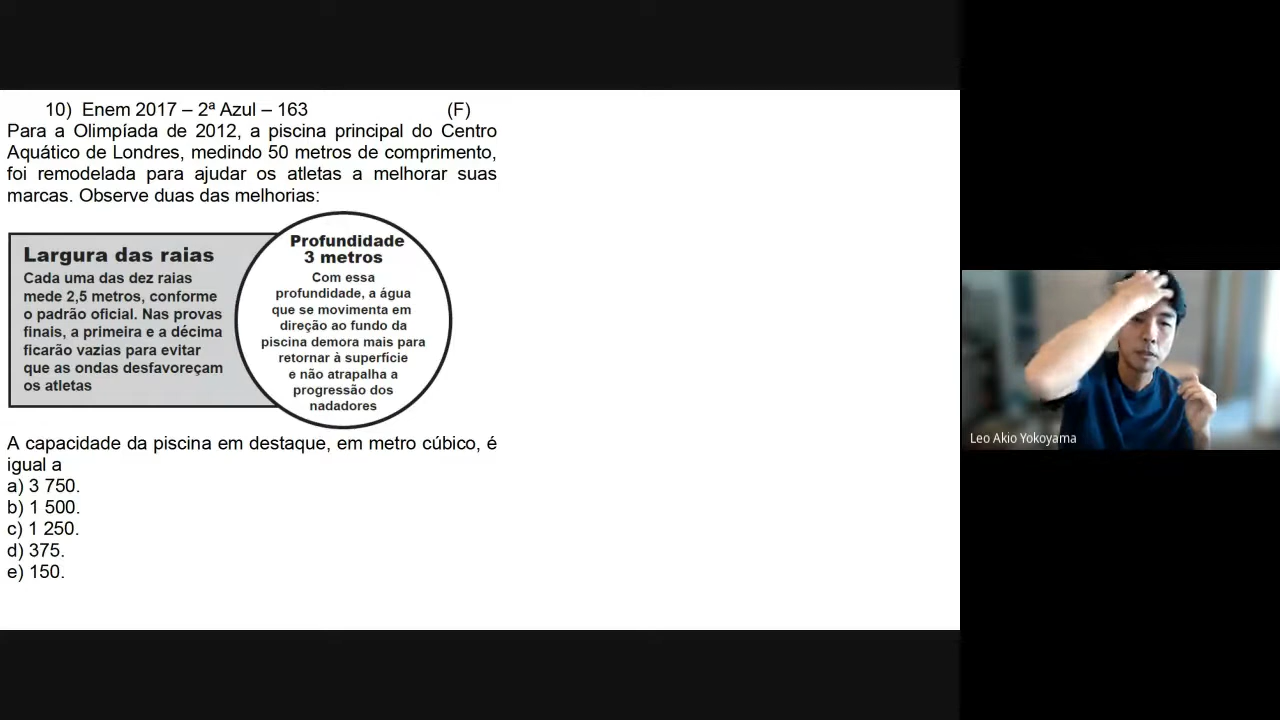 10) Enem 2017 – 2ª Azul – 163 (F)
Para a Olimpíada de 2012, a piscina principal do Centro
Aquático de Londres, medindo 50 metros de comprimento,
foi remodelada para ajudar os atletas a melhorar suas
marcas. Observe duas das melhorias:
Largura das raias
Cada uma das dez raias
mede 2,5 metros, conforme
o padrão oficial. Nas provas
finais, a primeira e a décima
ficarão vazias para evitar
que as ondas desfavoreçam
os atletas
Profundidade
3 metros
Com essa
profundidade, a água
que se movimenta em
direção ao fundo da
piscina demora mais para
retornar à superfície
e não atrapalha a
progressão dos
nadadores
A capacidade da piscina em destaque, em metro cúbico, é
igual a
a) 3 750.
b) 1 500.
c) 1 250.
d) 375.
e) 150.
Leo Akio Yokoyama